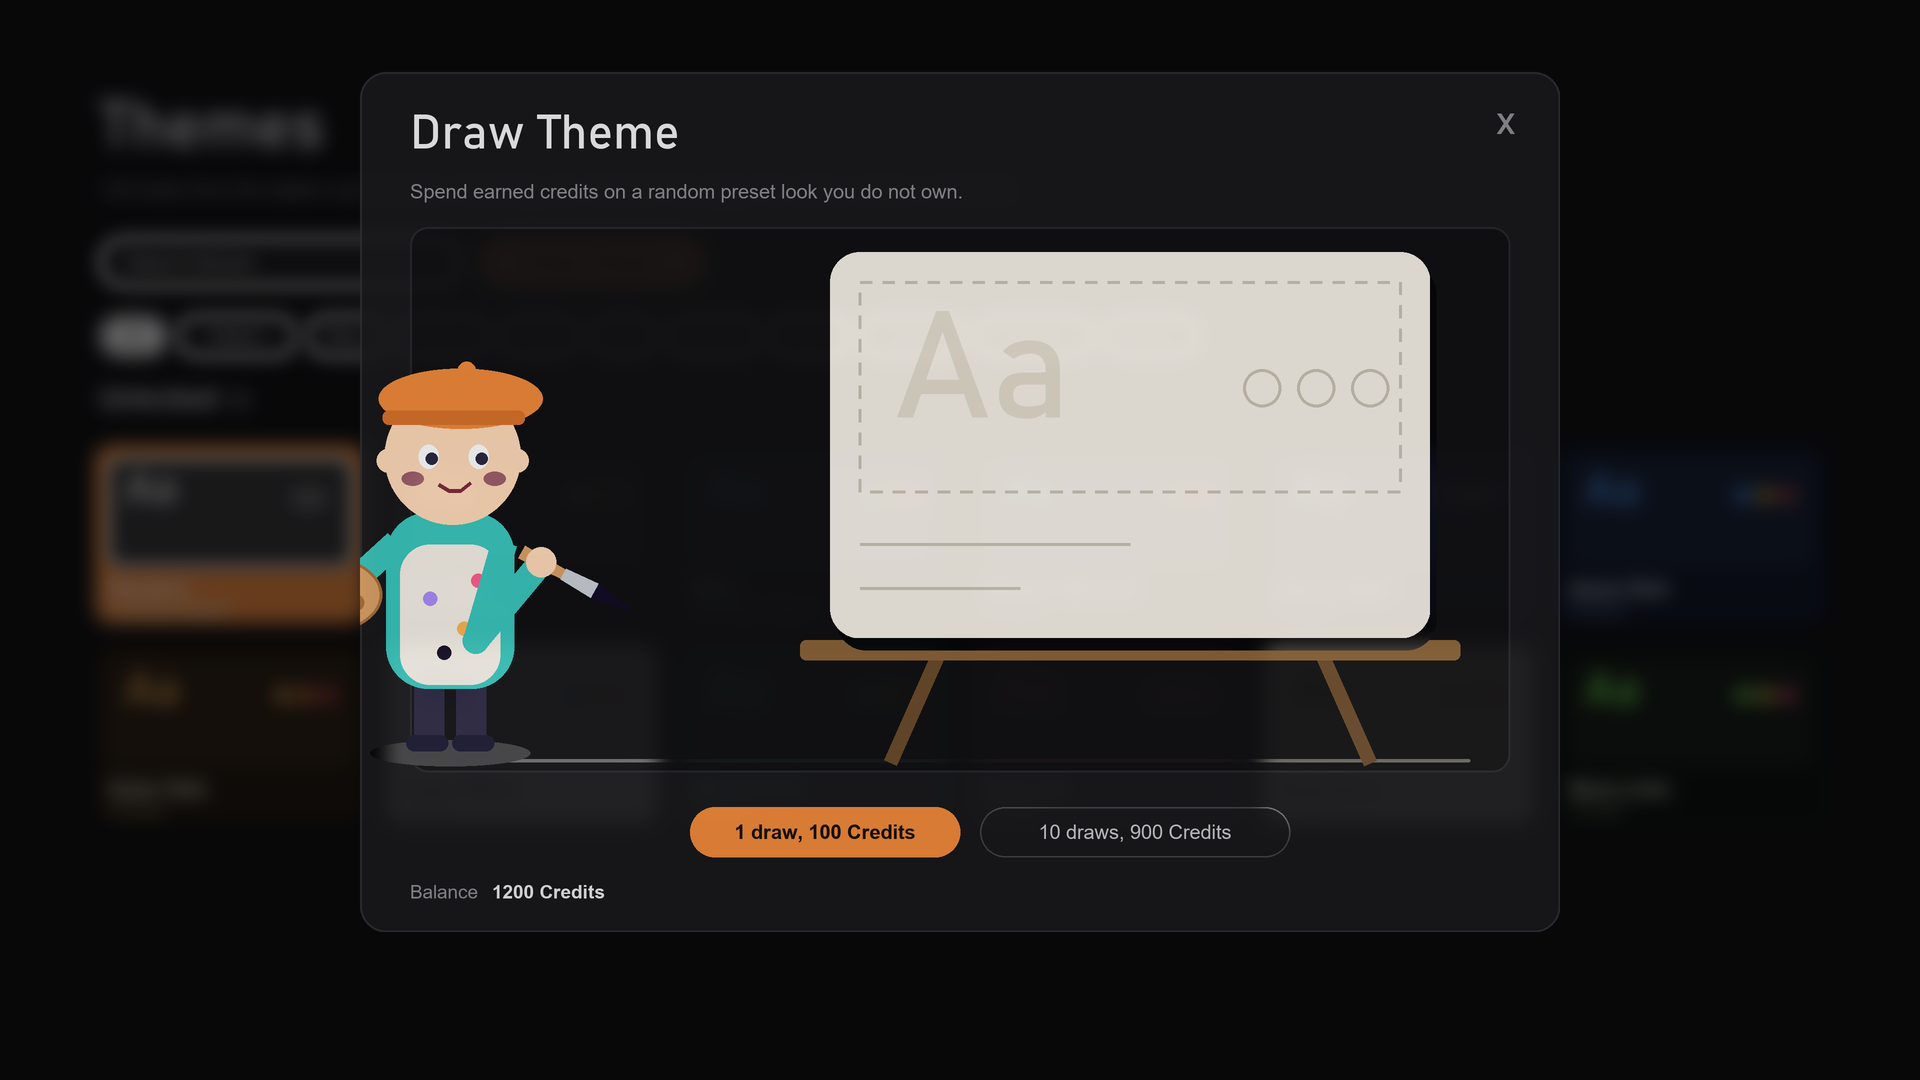 Themes
Draw Theme
X
Spend earned credits on a random preset look you do not own.
Aa
1 draw, 100 Credits
10 draws, 900 Credits
Balance 1200 Credits